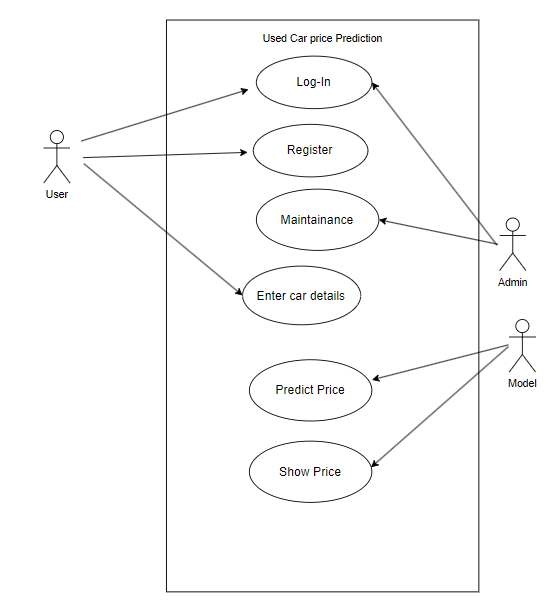 Used Car price Prediction
Log-In
Register
User
Maintainance
Admin
Enter car details
Model
Predict Price
Show Price